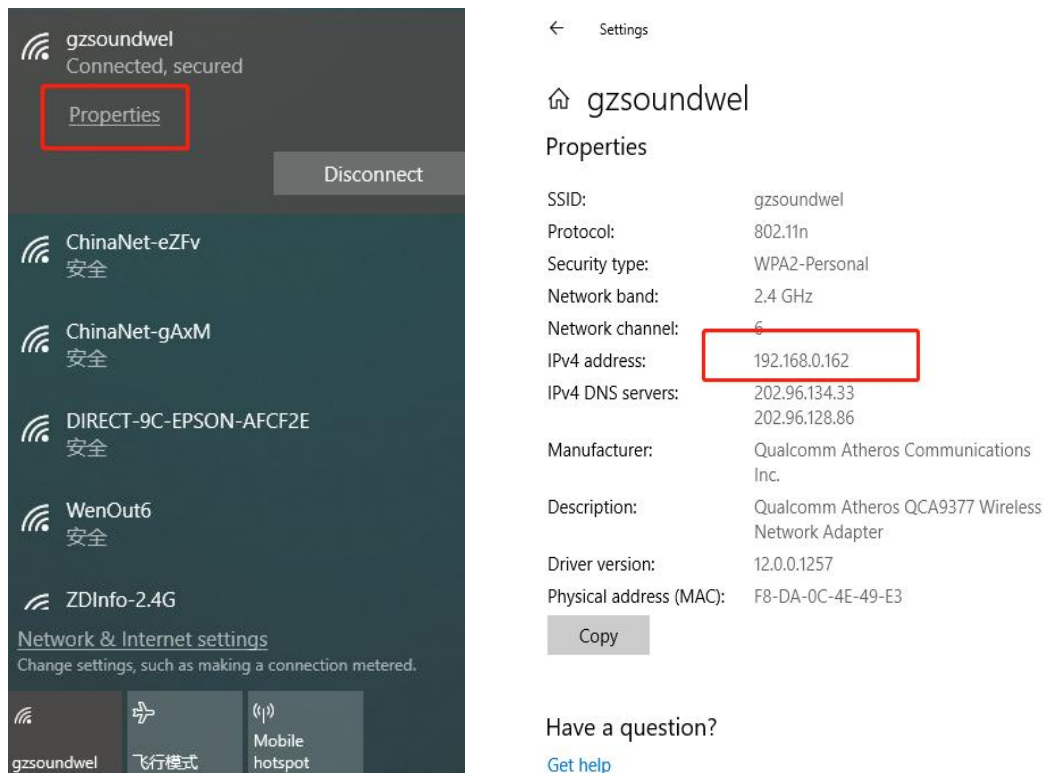 gzsoundwel
Connected, secured
Properties
Disconnect
ChinaNet-eZFv
安全
ChinaNet-gAxM
安全
DIRECT-9C-EPSON-AFCF2E
安全
WenOut6
安全
ZDInfo-2.4G
Network & Internet settings
Change settings, such as making a connection metered.
gzsoundwel
飞行模式
Mobile
hotspot
Settings
gzsoundwel
Properties
SSID: gzsoundwel
Protocol: 802.11n
Security type: WPA2-Personal
Network band: 2.4 GHz
Network channel: 6
IPv4 address: 192.168.0.162
IPv4 DNS servers: 202.96.134.33
202.96.128.86
Manufacturer: Qualcomm Atheros Communications
Inc.
Description: Qualcomm Atheros QCA9377 Wireless
Network Adapter
Driver version: 12.0.0.1257
Physical address (MAC): F8-DA-0C-4E-49-E3
Copy
Have a question?
Get help